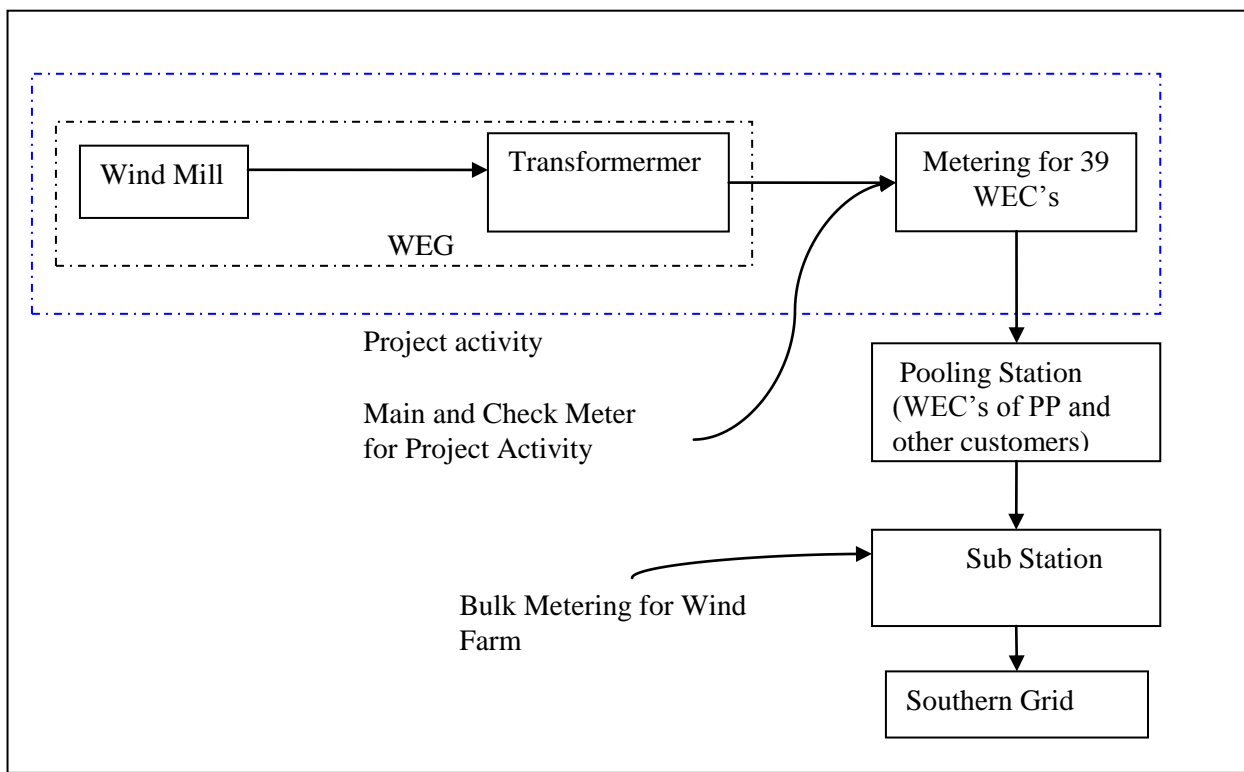 Wind Mill
Transformermer
Metering for 39
WEC's
WEG
Project activity
Main and Check Meter
for Project Activity
Pooling Station
(WEC's of PP and
other customers)
Sub Station
Bulk Metering for Wind
Farm
Southern Grid